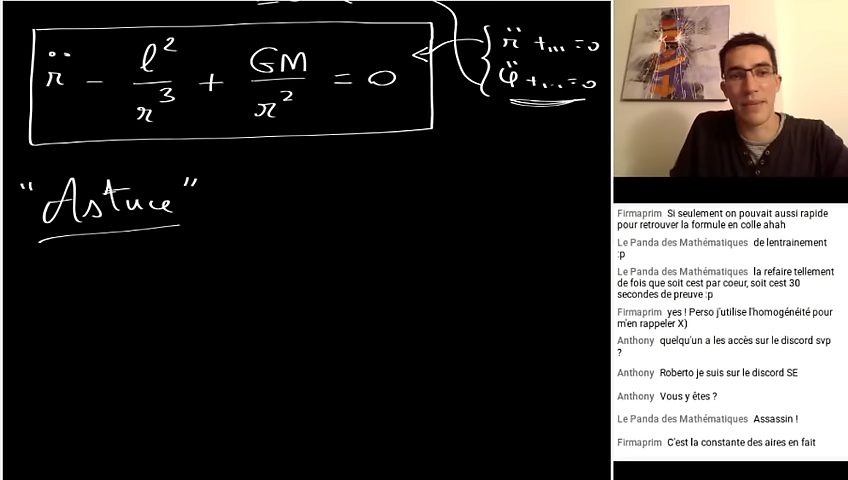 r̈ - l²/r³ + GM/r² = 0
r̈ +... = 0
φ̈ +... = 0
"Astuce"
Firmaprim Si seulement on pouvait aussi rapide
pour retrouver la formule en colle ahah
Le Panda des Mathématiques de lentrainement
:p
Le Panda des Mathématiques la refaire tellement
de fois que soit cest par coeur, soit cest 30
secondes de preuve :p
Firmaprim yes ! Perso j'utilise l'homogénéité pour
m'en rappeler X)
Anthony quelqu'un a les accès sur le discord svp
?
Anthony Roberto je suis sur le discord SE
Anthony Vous y êtes ?
Le Panda des Mathématiques Assassin !
Firmaprim C'est la constante des aires en fait